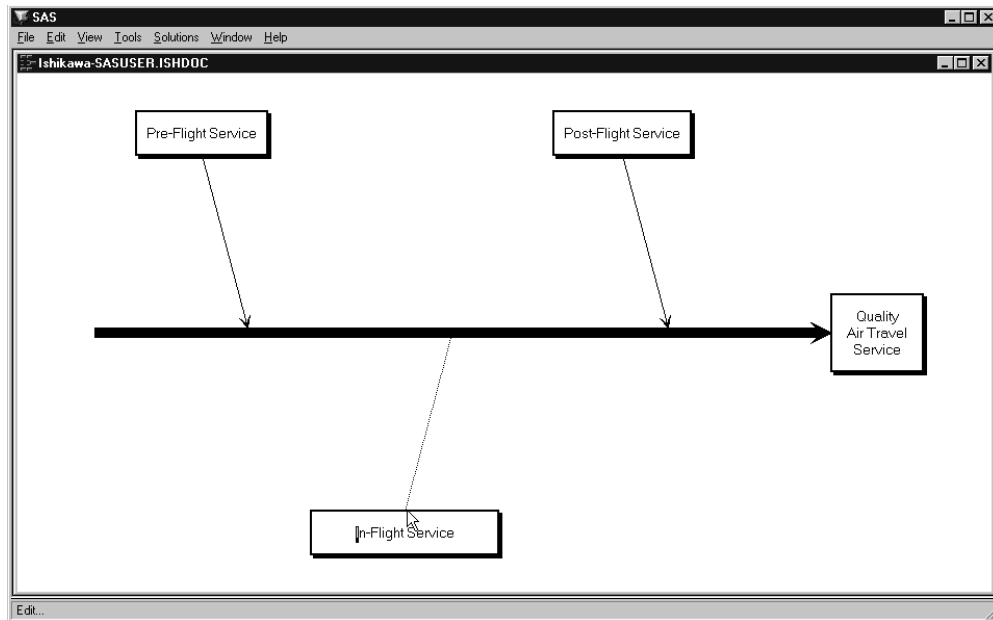 SAS
File Edit View Tools Solutions Window Help
Ishikawa-SASUSER.ISHDOC
Pre-Flight Service
Post-Flight Service
Quality
Air Travel
Service
In-Flight Service
Edit...